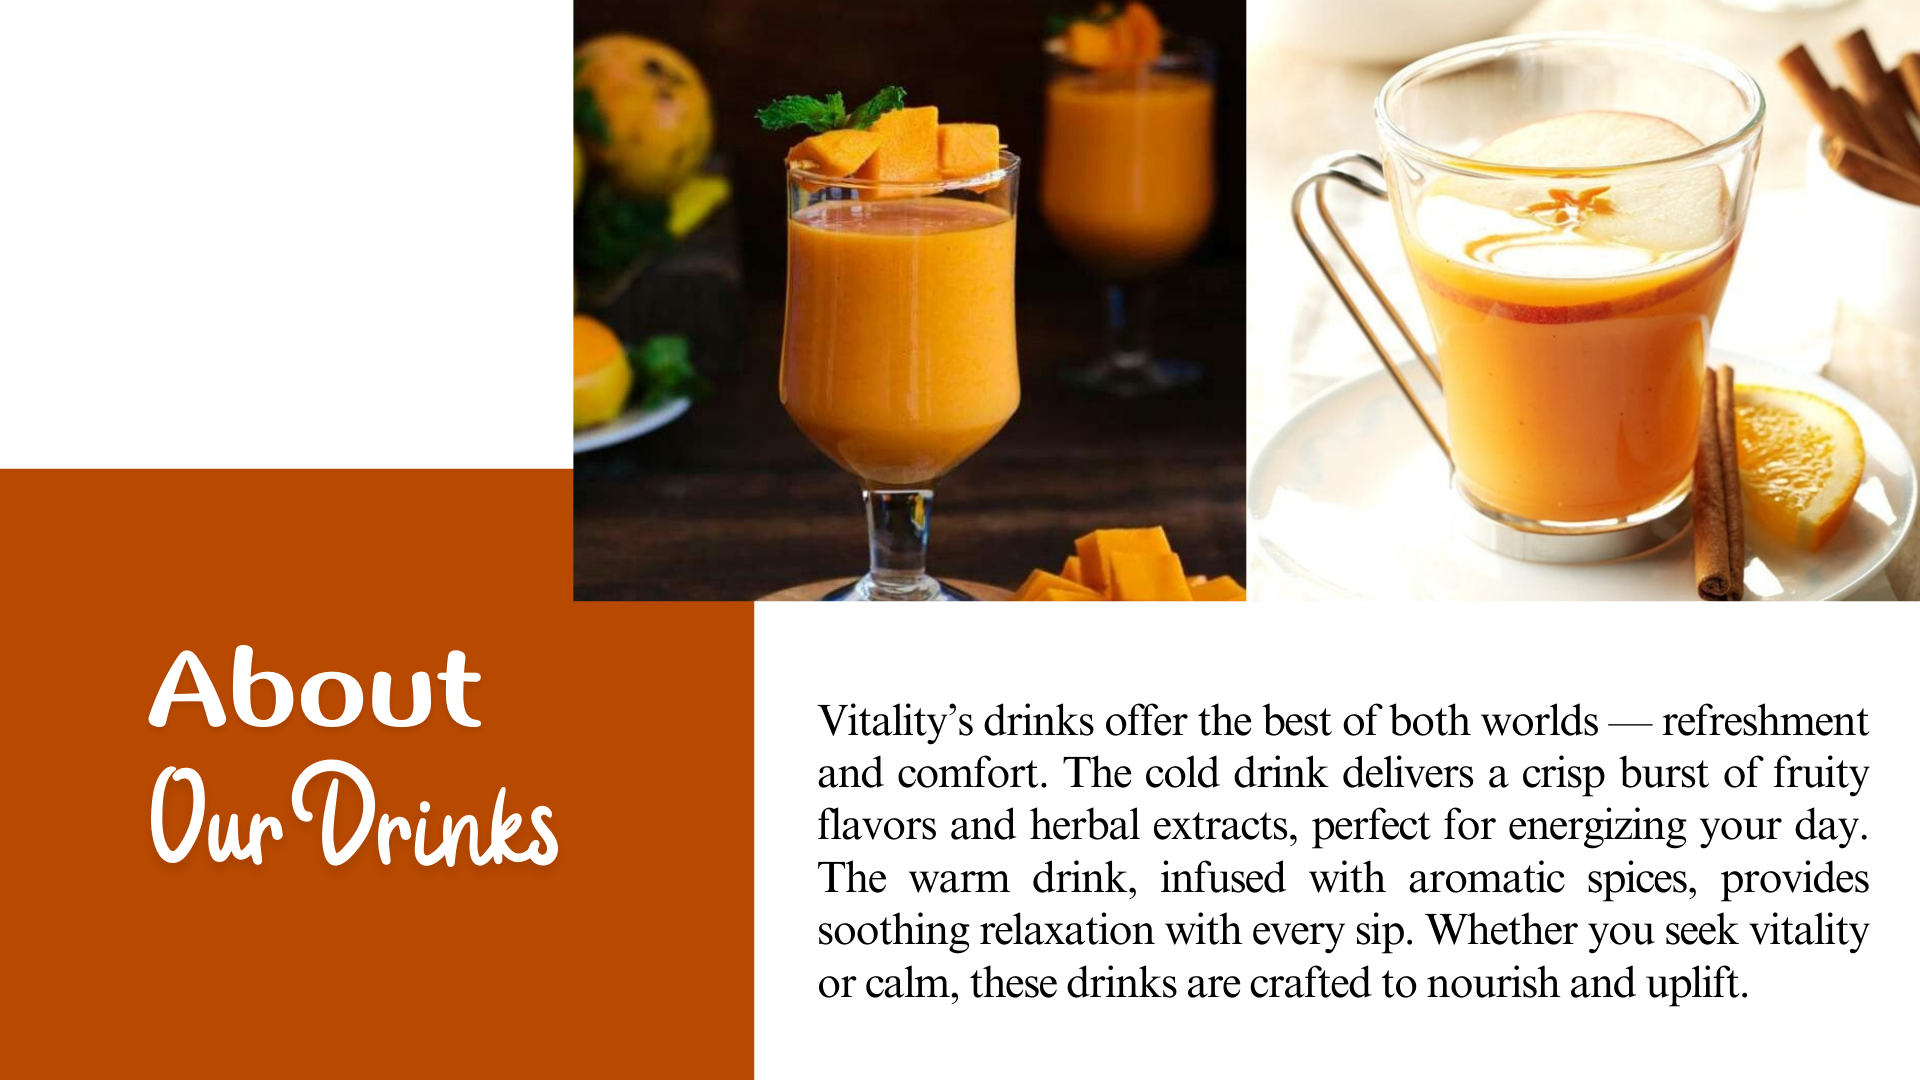 About
Our Drinks
Vitality’s drinks offer the best of both worlds — refreshment
and comfort. The cold drink delivers a crisp burst of fruity
flavors and herbal extracts, perfect for energizing your day.
The warm drink, infused with aromatic spices, provides
soothing relaxation with every sip. Whether you seek vitality
or calm, these drinks are crafted to nourish and uplift.